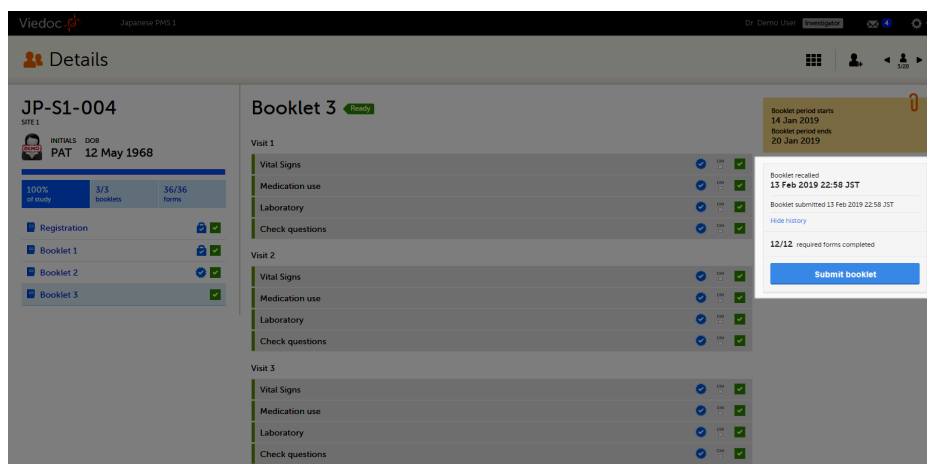 Viedoc
Japanese PMS 1
Dr. Demo User Investigator 4
Details
5/20
JP-S1-004
SITE 1
DEMO
INITIALS DOB
PAT 12 May 1968
100% 3/3 36/36
of study booklets forms
Registration
Booklet 1
Booklet 2
Booklet 3
Booklet 3 Ready
Visit 1
Vital Signs
Medication use
Laboratory
Check questions
Visit 2
Vital Signs
Medication use
Laboratory
Check questions
Visit 3
Vital Signs
Medication use
Laboratory
Check questions
Booklet period starts
14 Jan 2019
Booklet period ends
20 Jan 2019
Booklet recalled
13 Feb 2019 22:58 JST
Booklet submitted 13 Feb 2019 22:58 JST
Hide history
12/12 required forms completed
Submit booklet